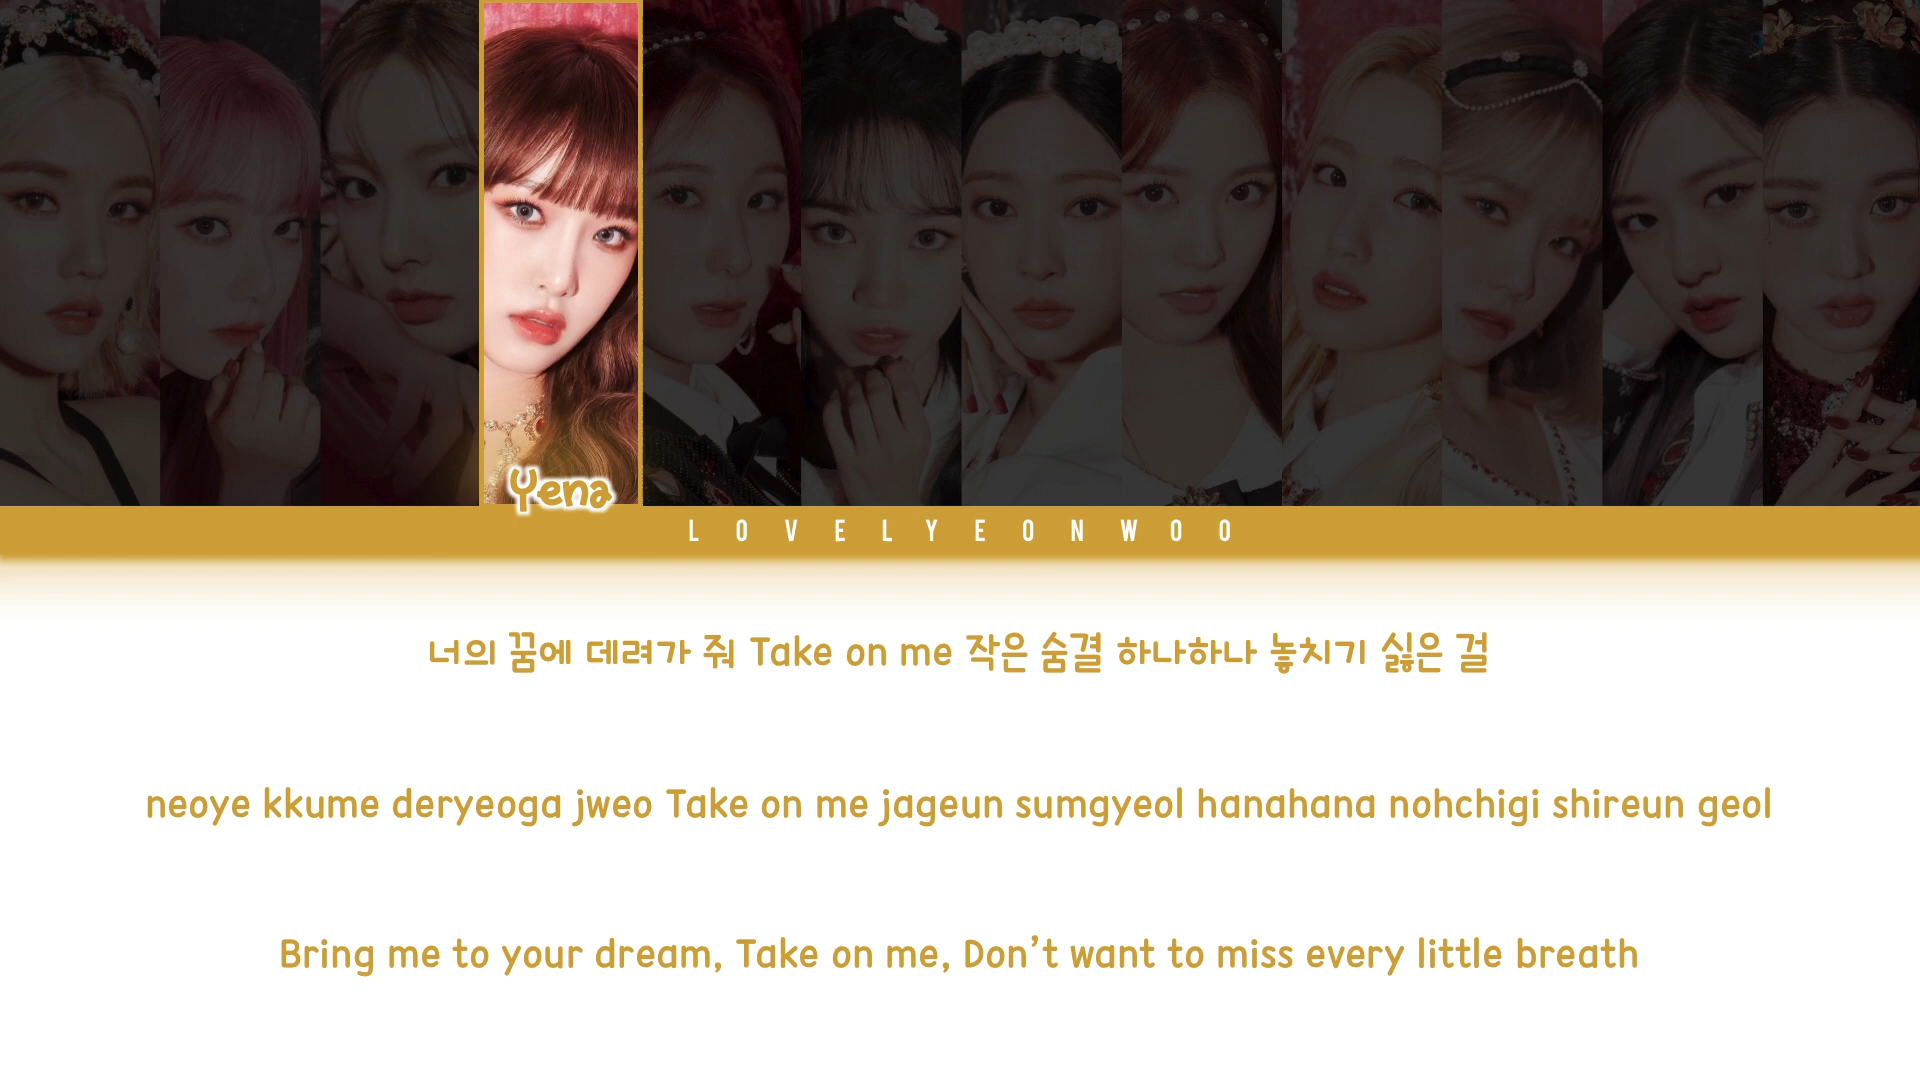 Yena
LOVELYEONWOO
너의 꿈에 데려가 줘 Take on me 작은 숨결 하나하나 놓치기 싫은 걸
neoye kkume deryeoga jweo Take on me jageun sumgyeol hanahana nohchigi shireun geol
Bring me to your dream, Take on me, Don't want to miss every little breath